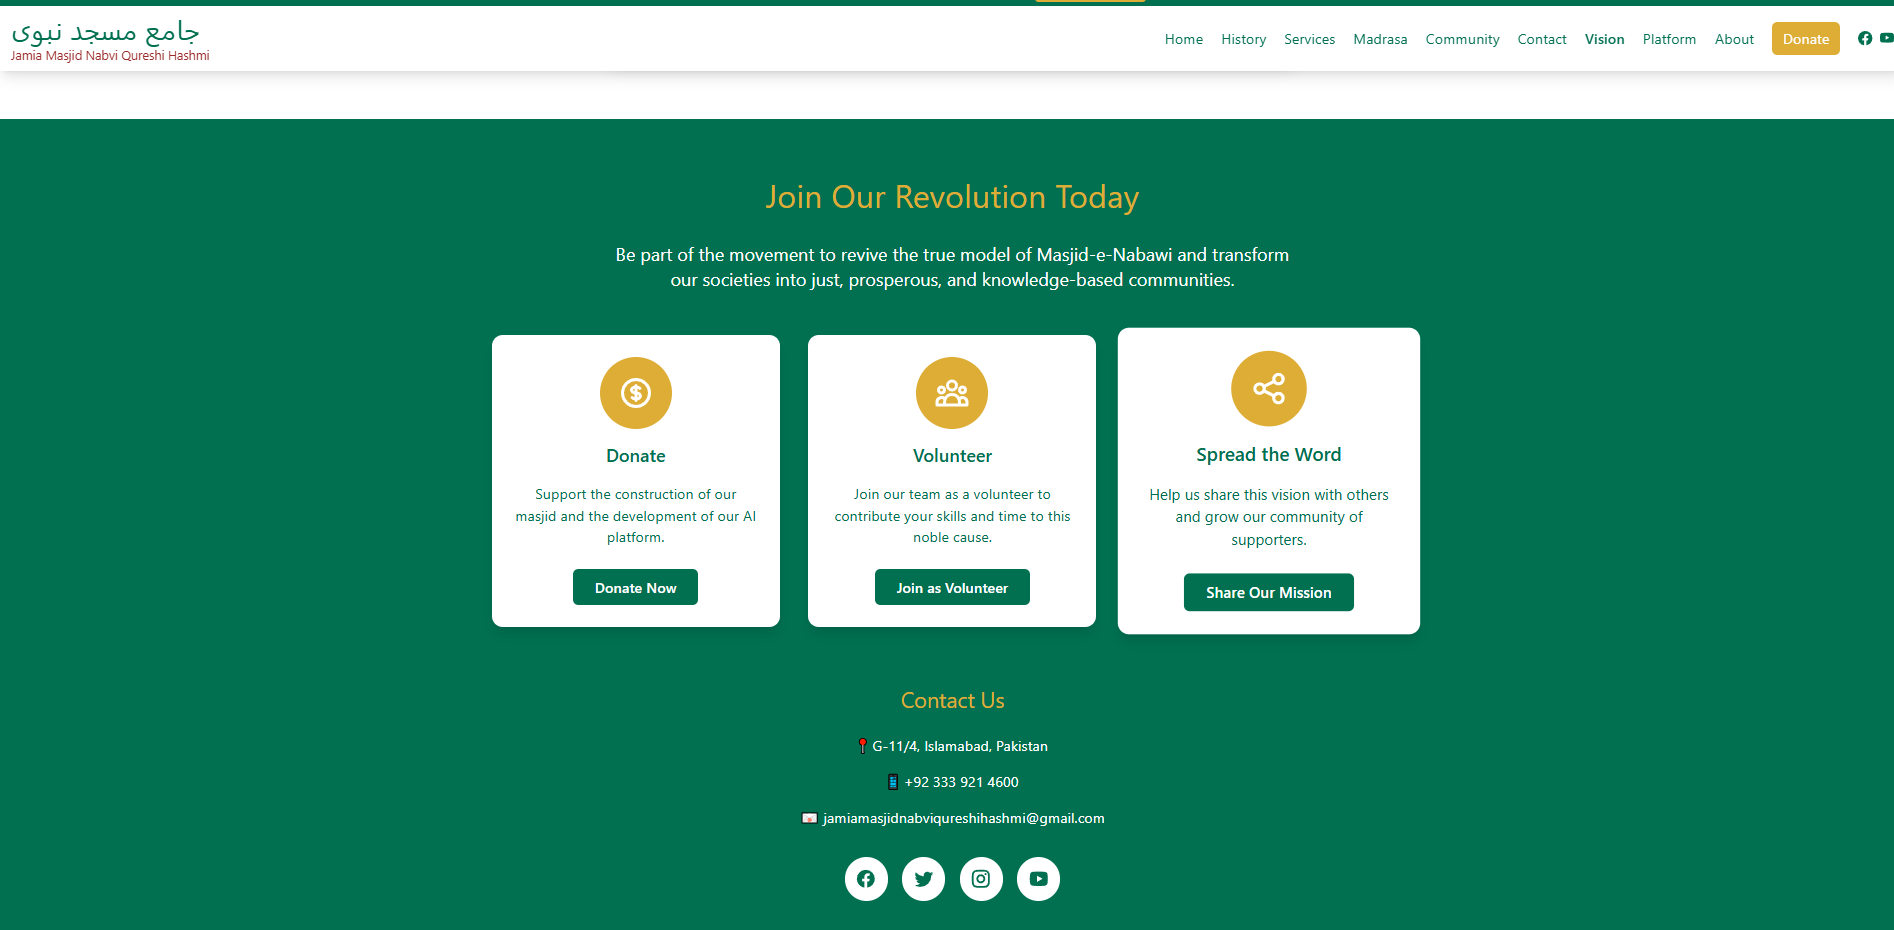 جامع مسجد نبوی
Jamia Masjid Nabvi Qureshi Hashmi
Home History Services Madrasa Community Contact Vision Platform About Donate
Join Our Revolution Today
Be part of the movement to revive the true model of Masjid-e-Nabawi and transform
our societies into just, prosperous, and knowledge-based communities.
Donate
Support the construction of our
masjid and the development of our AI
platform.
Donate Now
Volunteer
Join our team as a volunteer to
contribute your skills and time to this
noble cause.
Join as Volunteer
Spread the Word
Help us share this vision with others
and grow our community of
supporters.
Share Our Mission
Contact Us
📍 G-11/4, Islamabad, Pakistan
📱 +92 333 921 4600
💌 jamiamasjidnabviqureshihashmi@gmail.com